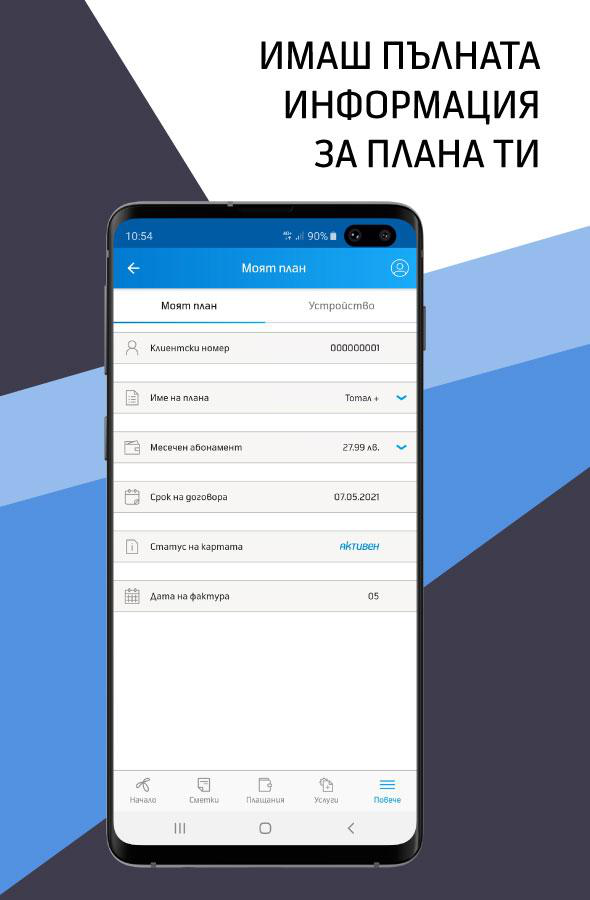 ИМАШ ПЪЛНАТА
ИНФОРМАЦИЯ
ЗА ПЛАНА ТИ
10:54 4G+ 90%
Моят план
Моят план Устройство
Клиентски номер 000000001
Име на плана Тотал +
Месечен абонамент 27.99 лв.
Срок на договора 07.05.2021
Статус на картата Активен
Дата на фактура 05
Начало Сметки Плащания Услуги Повече